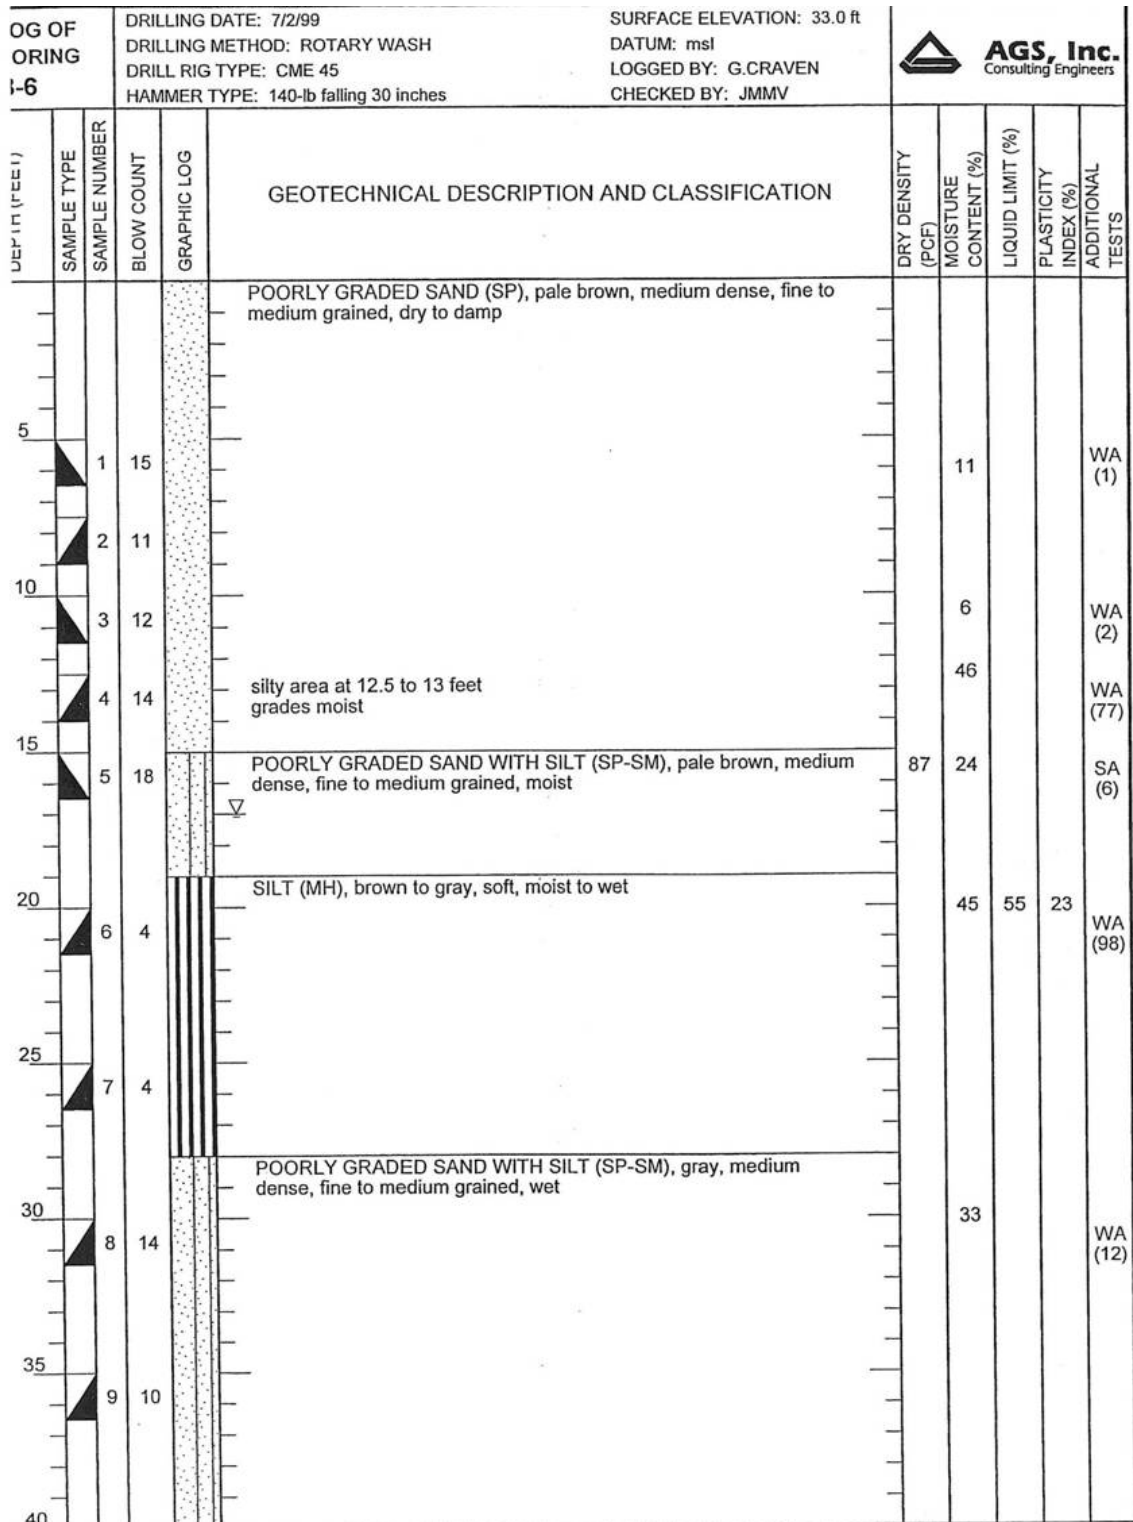 OG OF
ORING
-6
DRILLING DATE: 7/2/99
DRILLING METHOD: ROTARY WASH
DRILL RIG TYPE: CME 45
HAMMER TYPE: 140-lb falling 30 inches
SURFACE ELEVATION: 33.0 ft
DATUM: msl
LOGGED BY: G.CRAVEN
CHECKED BY: JMMV
AGS, Inc.
Consulting Engineers
SAMPLE TYPE
SAMPLE NUMBER
BLOW COUNT
GRAPHIC LOG
GEOTECHNICAL DESCRIPTION AND CLASSIFICATION
DRY DENSITY
(PCF)
MOISTURE
CONTENT (%)
LIQUID LIMIT (%)
PLASTICITY
INDEX (%)
ADDITIONAL
TESTS
POORLY GRADED SAND (SP), pale brown, medium dense, fine to
medium grained, dry to damp
5
1 15 11 WA
(1)
2 11
10
3 12 6 WA
(2)
46
silty area at 12.5 to 13 feet
4 14 WA
grades moist (77)
15
POORLY GRADED SAND WITH SILT (SP-SM), pale brown, medium
5 18 87 24 SA
dense, fine to medium grained, moist (6)
SILT (MH), brown to gray, soft, moist to wet
20 45 55 23
6 4 WA
(98)
25
7 4
POORLY GRADED SAND WITH SILT (SP-SM), gray, medium
dense, fine to medium grained, wet
30 33
8 14 WA
(12)
35
9 10
40